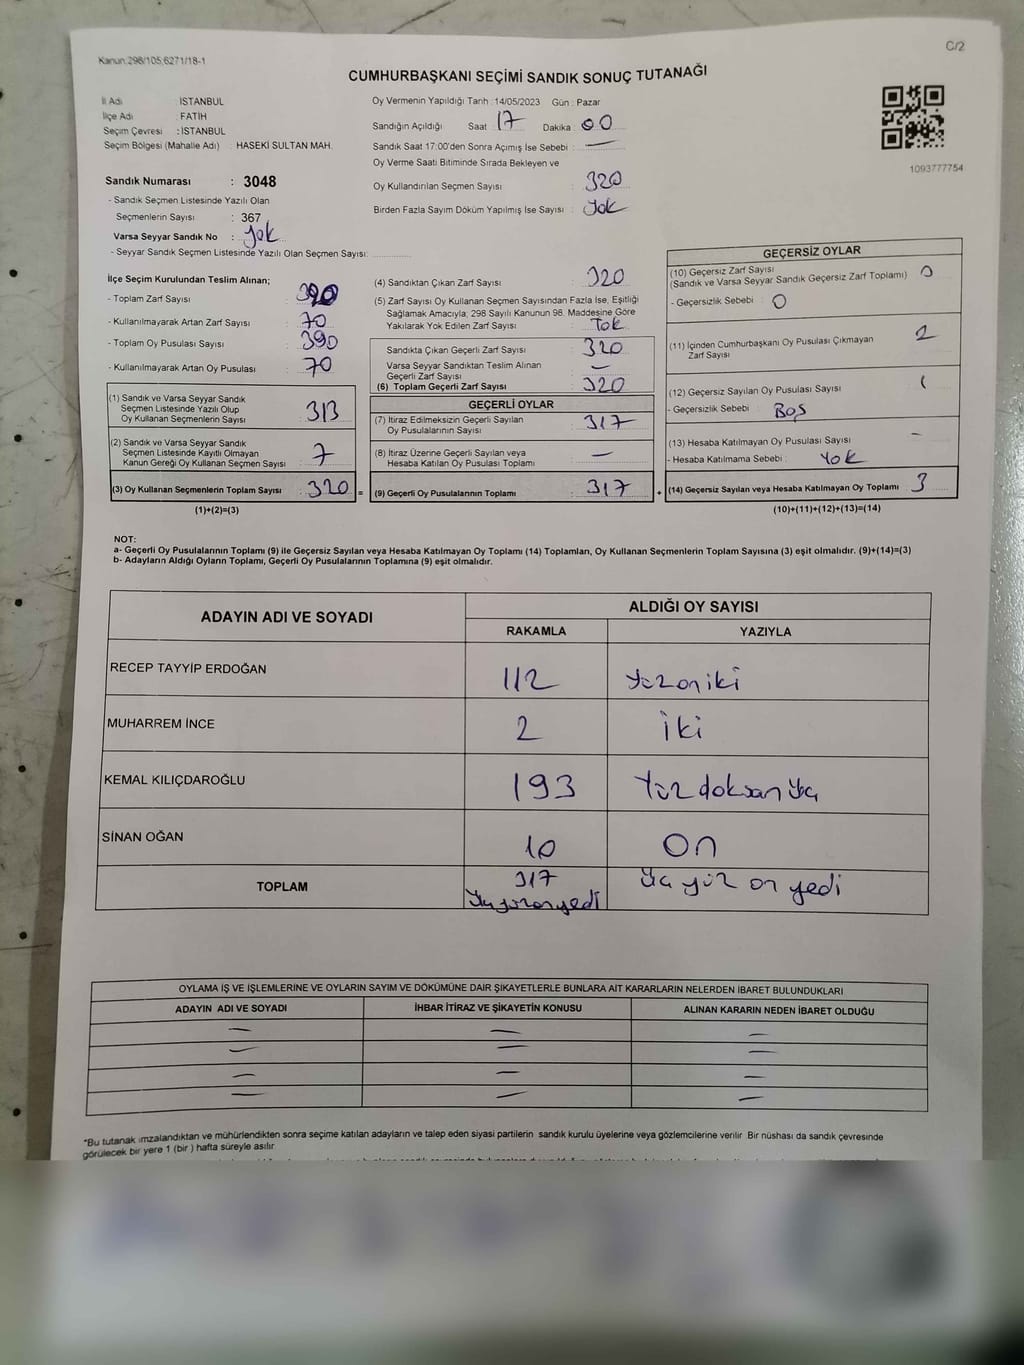 Kanun:298/105,6271/18-1
C/2
CUMHURBAŞKANI SEÇİMİ SANDIK SONUÇ TUTANAĞI
İl Adı : İSTANBUL
İlçe Adı : FATİH
Seçim Çevresi : İSTANBUL
Seçim Bölgesi (Mahalle Adı) : HASEKİ SULTAN MAH.
Sandık Numarası : 3048
- Sandık Seçmen Listesinde Yazılı Olan
Seçmenlerin Sayısı : 367
Varsa Seyyar Sandık No : Yok
- Seyyar Sandık Seçmen Listesinde Yazılı Olan Seçmen Sayısı:
Oy Vermenin Yapıldığı Tarih : 14/05/2023 Gün : Pazar
Sandığın Açıldığı Saat 17 Dakika : 00
Sandık Saat 17:00'den Sonra Açımış İse Sebebi : —
Oy Verme Saati Bitiminde Sırada Bekleyen ve
Oy Kullandırılan Seçmen Sayısı : 320
Birden Fazla Sayım Döküm Yapılmış İse Sayısı : Yok
1093777754
İlçe Seçim Kurulundan Teslim Alınan;
- Toplam Zarf Sayısı : 390
- Kullanılmayarak Artan Zarf Sayısı : 70
- Toplam Oy Pusulası Sayısı : 390
- Kullanılmayarak Artan Oy Pusulası : 70
(1) Sandık ve Varsa Seyyar Sandık
Seçmen Listesinde Yazılı Olup
Oy Kullanan Seçmenlerin Sayısı : 313
(2) Sandık ve Varsa Seyyar Sandık
Seçmen Listesinde Kayıtlı Olmayan
Kanun Gereği Oy Kullanan Seçmen Sayısı : 7
(3) Oy Kullanan Seçmenlerin Toplam Sayısı : 320 =
(1)+(2)=(3)
(4) Sandıktan Çıkan Zarf Sayısı : 320
(5) Zarf Sayısı Oy Kullanan Seçmen Sayısından Fazla İse, Eşitliği
Sağlamak Amacıyla; 298 Sayılı Kanunun 98. Maddesine Göre
Yakılarak Yok Edilen Zarf Sayısı : Yok
Sandıkta Çıkan Geçerli Zarf Sayısı : 320
Varsa Seyyar Sandıktan Teslim Alınan
Geçerli Zarf Sayısı : —
(6) Toplam Geçerli Zarf Sayısı : 320
GEÇERLİ OYLAR
(7) İtiraz Edilmeksizin Geçerli Sayılan
Oy Pusulalarının Sayısı : 317
(8) İtiraz Üzerine Geçerli Sayılan veya
Hesaba Katılan Oy Pusulası Toplamı : —
(9) Geçerli Oy Pusulalarının Toplamı : 317 +
GEÇERSİZ OYLAR
(10) Geçersiz Zarf Sayısı
(Sandık ve Varsa Seyyar Sandık Geçersiz Zarf Toplamı) : 0
- Geçersizlik Sebebi : 0
(11) İçinden Cumhurbaşkanı Oy Pusulası Çıkmayan
Zarf Sayısı : 2
(12) Geçersiz Sayılan Oy Pusulası Sayısı : 1
- Geçersizlik Sebebi : Boş
(13) Hesaba Katılmayan Oy Pusulası Sayısı : —
- Hesaba Katılmama Sebebi : Yok
(14) Geçersiz Sayılan veya Hesaba Katılmayan Oy Toplamı : 3
(10)+(11)+(12)+(13)=(14)
NOT:
a- Geçerli Oy Pusulalarının Toplamı (9) ile Geçersiz Sayılan veya Hesaba Katılmayan Oy Toplamı (14) Toplamları, Oy Kullanan Seçmenlerin Toplam Sayısına (3) eşit olmalıdır. (9)+(14)=(3)
b- Adayların Aldığı Oyların Toplamı, Geçerli Oy Pusulalarının Toplamına (9) eşit olmalıdır.
ADAYIN ADI VE SOYADI
ALDIĞI OY SAYISI
RAKAMLA YAZIYLA
RECEP TAYYİP ERDOĞAN 112 Yüzoniki
MUHARREM İNCE 2 iki
KEMAL KILIÇDAROĞLU 193 Yüzdoksanüç
SİNAN OĞAN 10 On
TOPLAM 317 Üçyüzonyedi Üç yüz on yedi
OYLAMA İŞ VE İŞLEMLERİNE VE OYLARIN SAYIM VE DÖKÜMÜNE DAİR ŞİKAYETLERLE BUNLARA AİT KARARLARIN NELERDEN İBARET BULUNDUKLARI
ADAYIN ADI VE SOYADI İHBAR İTİRAZ VE ŞİKAYETİN KONUSU ALINAN KARARIN NEDEN İBARET OLDUĞU
— — —
— — —
— — —
— — —
*Bu tutanak imzalandıktan ve mühürlendikten sonra seçime katılan adayların ve talep eden siyasi partilerin sandık kurulu üyelerine veya gözlemcilerine verilir. Bir nüshası da sandık çevresinde
görülecek bir yere 1 (bir ) hafta süreyle asılır.